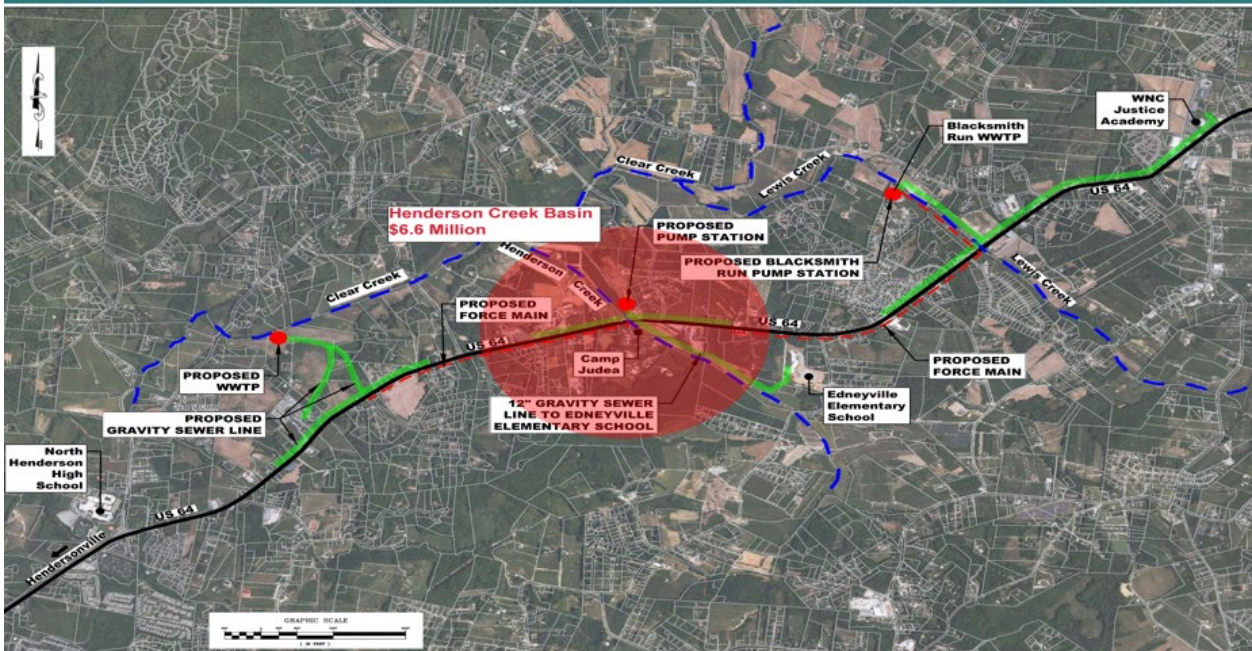 WNC
Justice
Academy
Blacksmith
Run WWTP
Clear Creek
Lewis Creek
US 64
Henderson Creek Basin
$6.6 Million
PROPOSED
PUMP STATION
Henderson
Creek
PROPOSED BLACKSMITH
RUN PUMP STATION
Lewis Creek
Clear Creek
PROPOSED
FORCE MAIN
US 64
US 64
PROPOSED
WWTP
Camp
Judea
PROPOSED
FORCE MAIN
12" GRAVITY SEWER
LINE TO EDNEYVILLE
ELEMENTARY SCHOOL
Edneyville
Elementary
School
PROPOSED
GRAVITY SEWER LINE
North
Henderson
High
School
US 64
Hendersonville
GRAPHIC SCALE